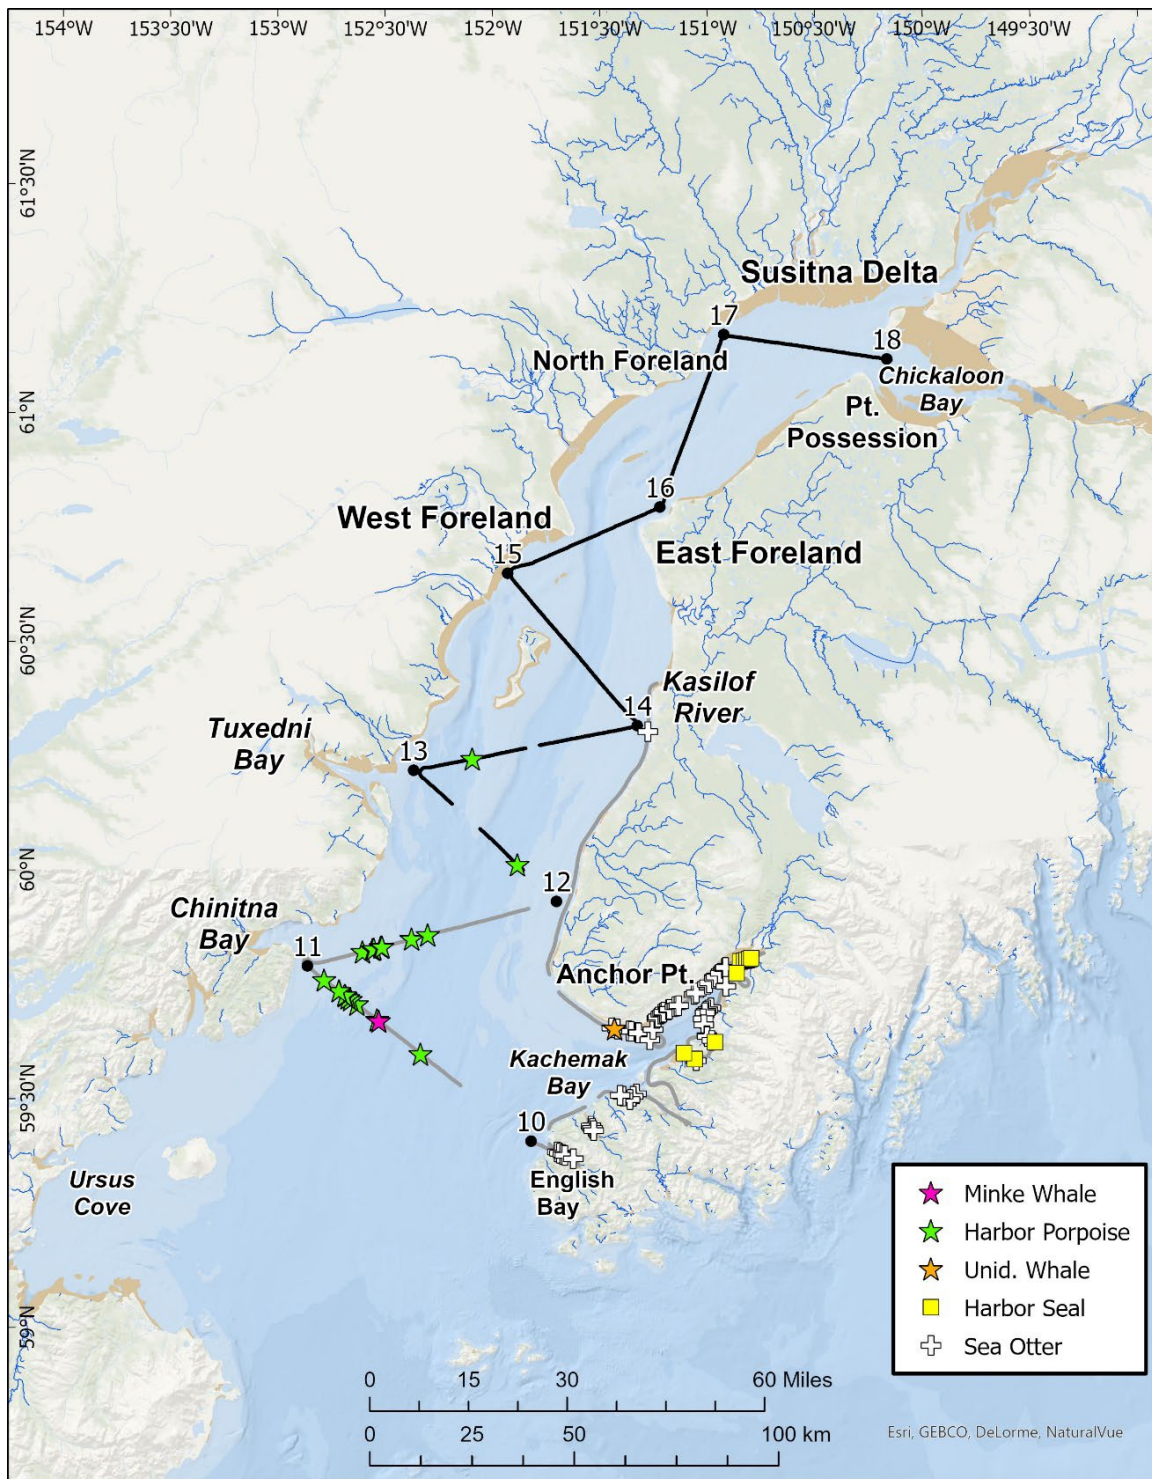 154°W 153°30'W 153°W 152°30'W 152°W 151°30'W 151°W 150°30'W 150°W 149°30'W
61°30'N
61°N
60°30'N
60°N
59°30'N
59°N
Susitna Delta
17
18
North Foreland
Chickaloon
Bay
Pt.
Possession
16
West Foreland
15
East Foreland
Kasilof
River
14
Tuxedni
Bay
13
12
Chinitna
Bay
11
Anchor Pt.
Kachemak
Bay
10
English
Bay
Ursus
Cove
Minke Whale
Harbor Porpoise
Unid. Whale
Harbor Seal
Sea Otter
0 15 30 60 Miles
0 25 50 100 km
Esri, GEBCO, DeLorme, NaturalVue